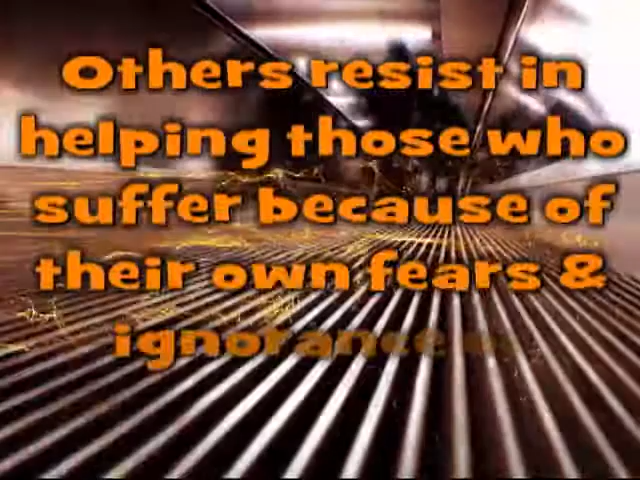 Others resist in
helping those who
suffer because of
their own fears &
ignorance